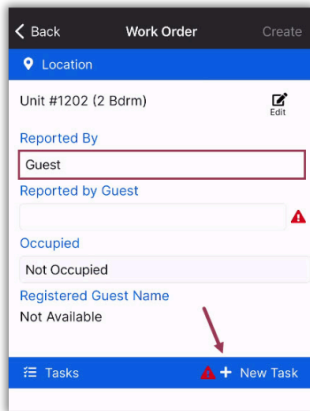 Back Work Order Create
Location
Unit #1202 (2 Bdrm)
Edit
Reported By
Guest
Reported by Guest
Occupied
Not Occupied
Registered Guest Name
Not Available
Tasks + New Task